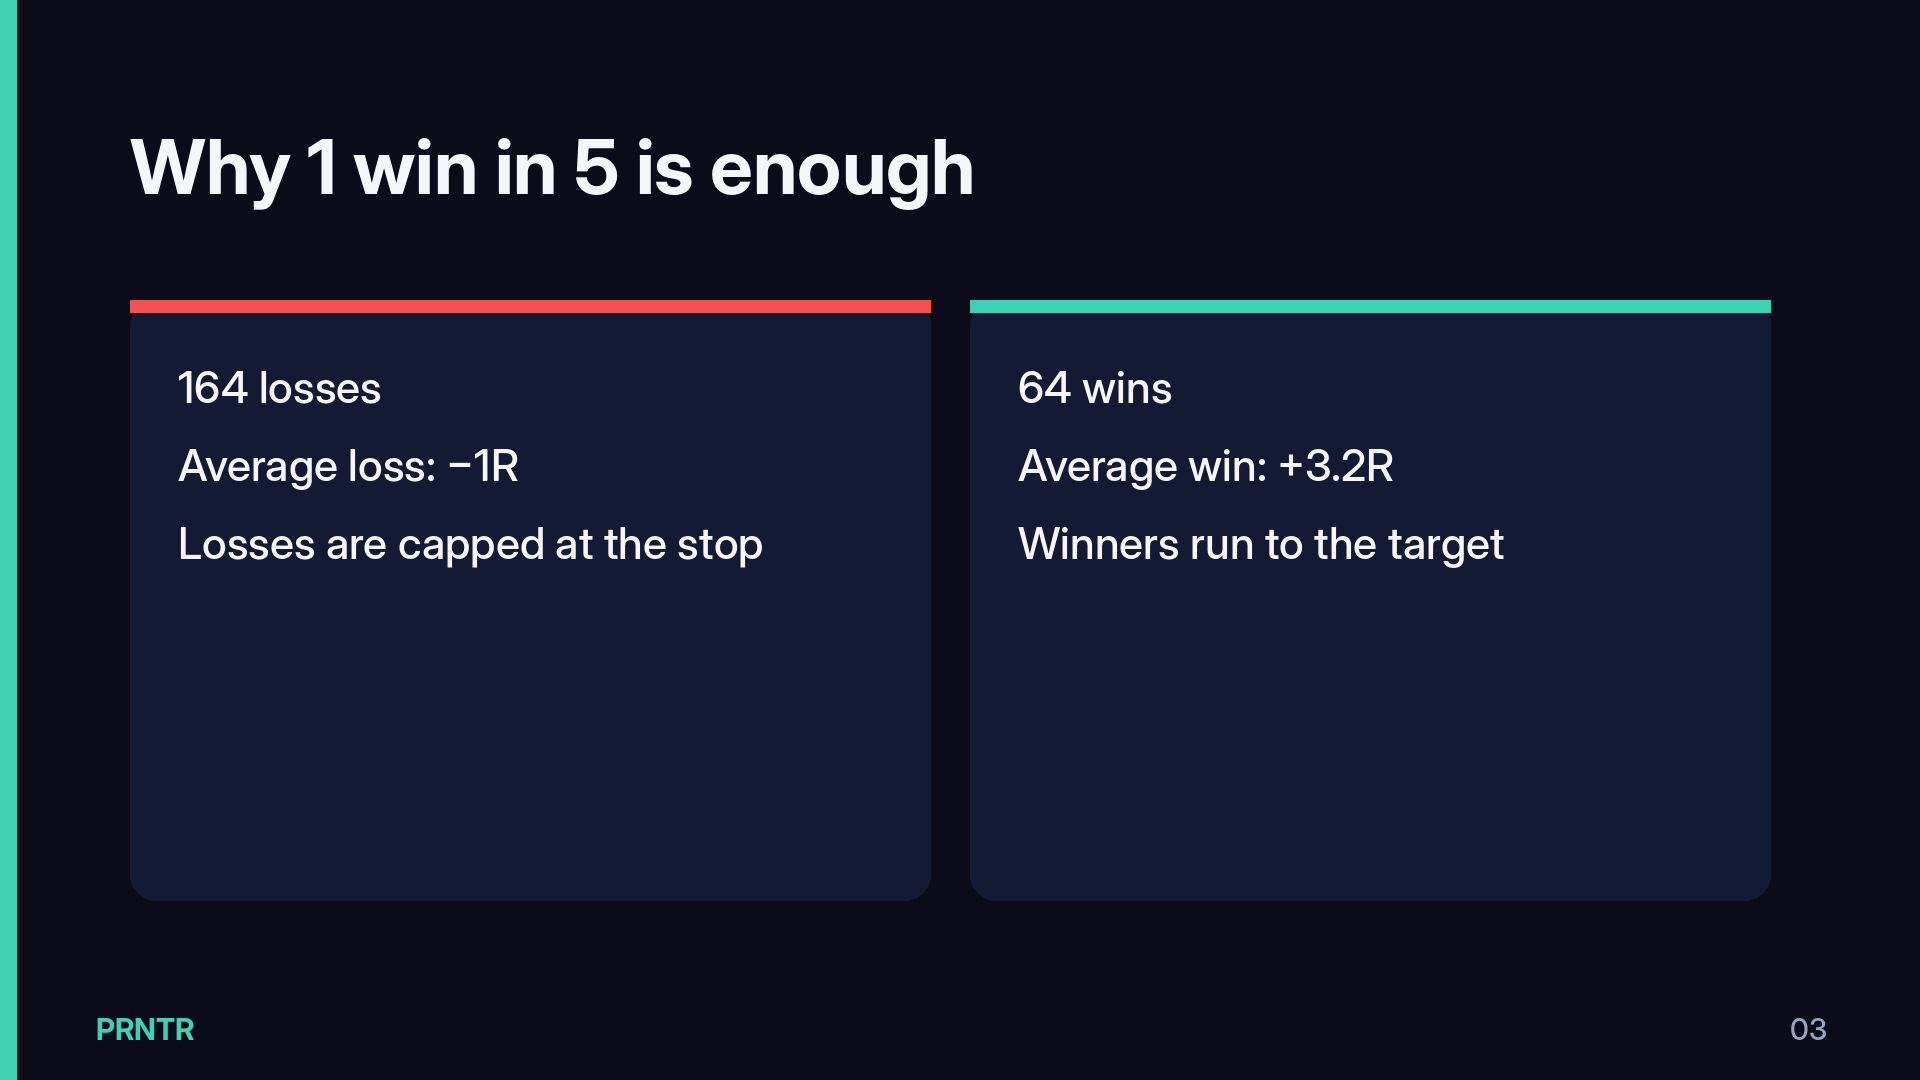 Why 1 win in 5 is enough
164 losses
Average loss: −1R
Losses are capped at the stop
64 wins
Average win: +3.2R
Winners run to the target
PRNTR
03